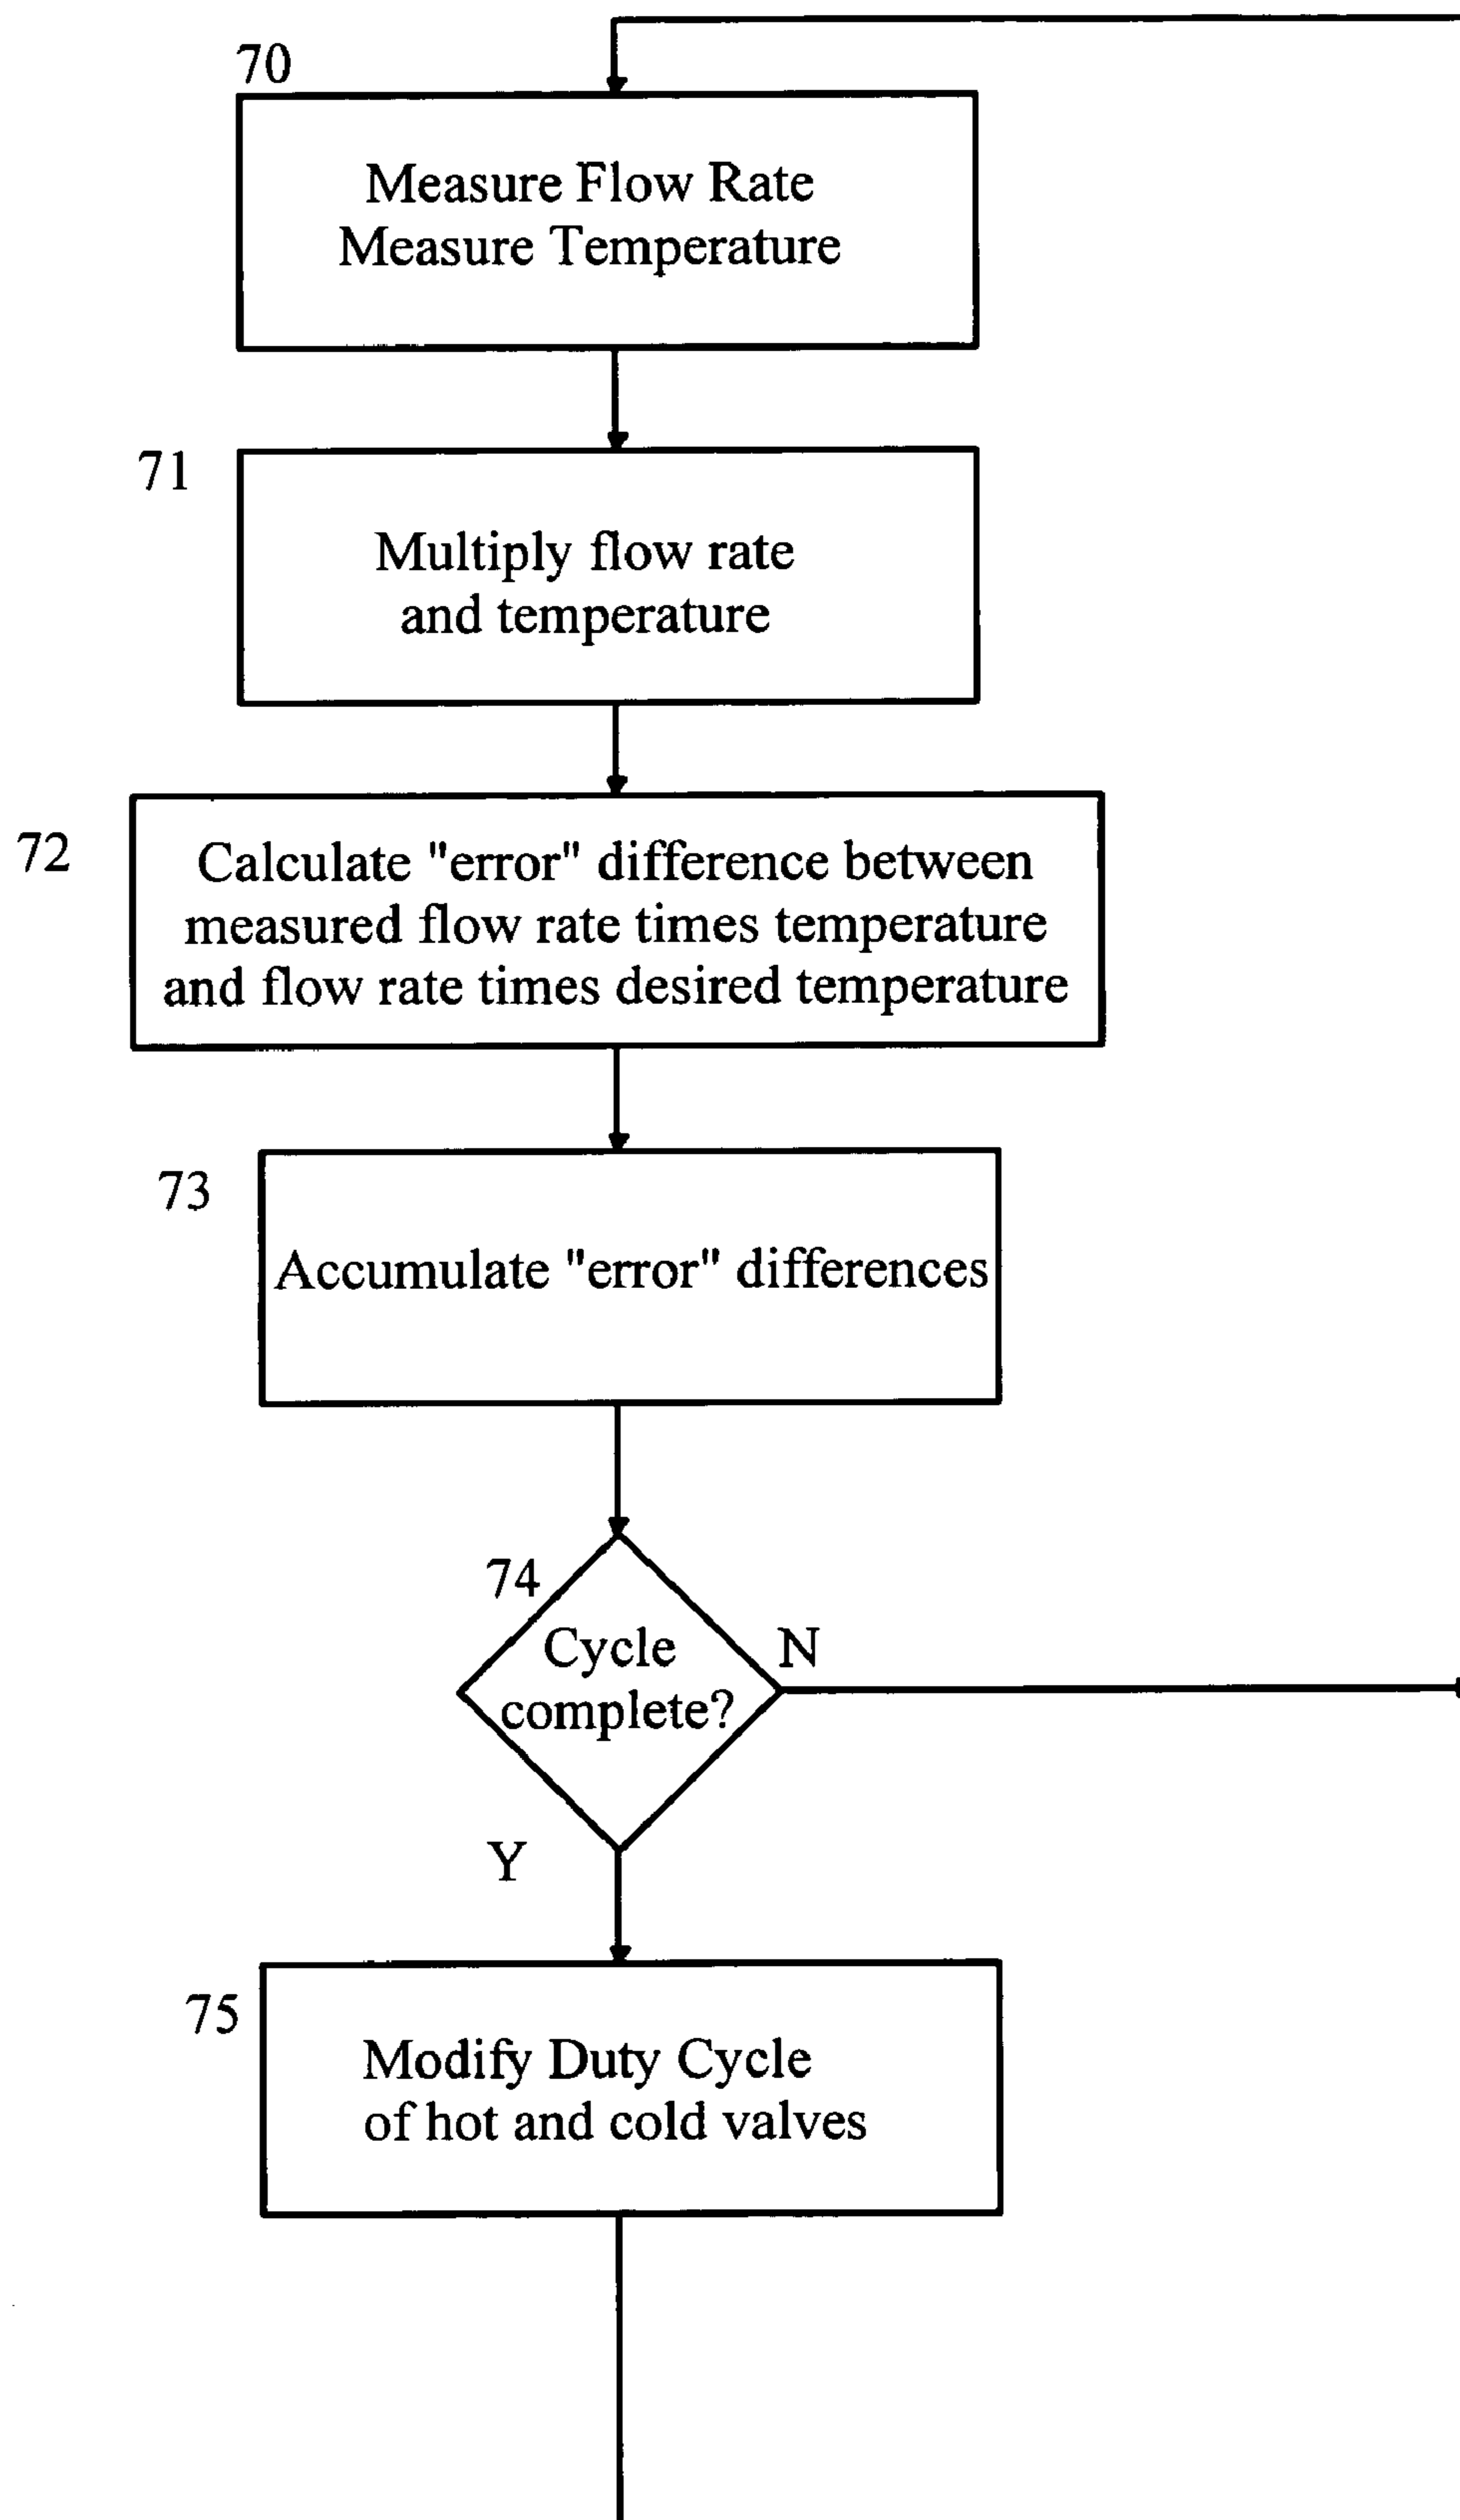 70
Measure Flow Rate
Measure Temperature
71
Multiply flow rate
and temperature
72
Calculate "error" difference between
measured flow rate times temperature
and flow rate times desired temperature
73
Accumulate "error" differences
74
Cycle
complete?
N
Y
75
Modify Duty Cycle
of hot and cold valves